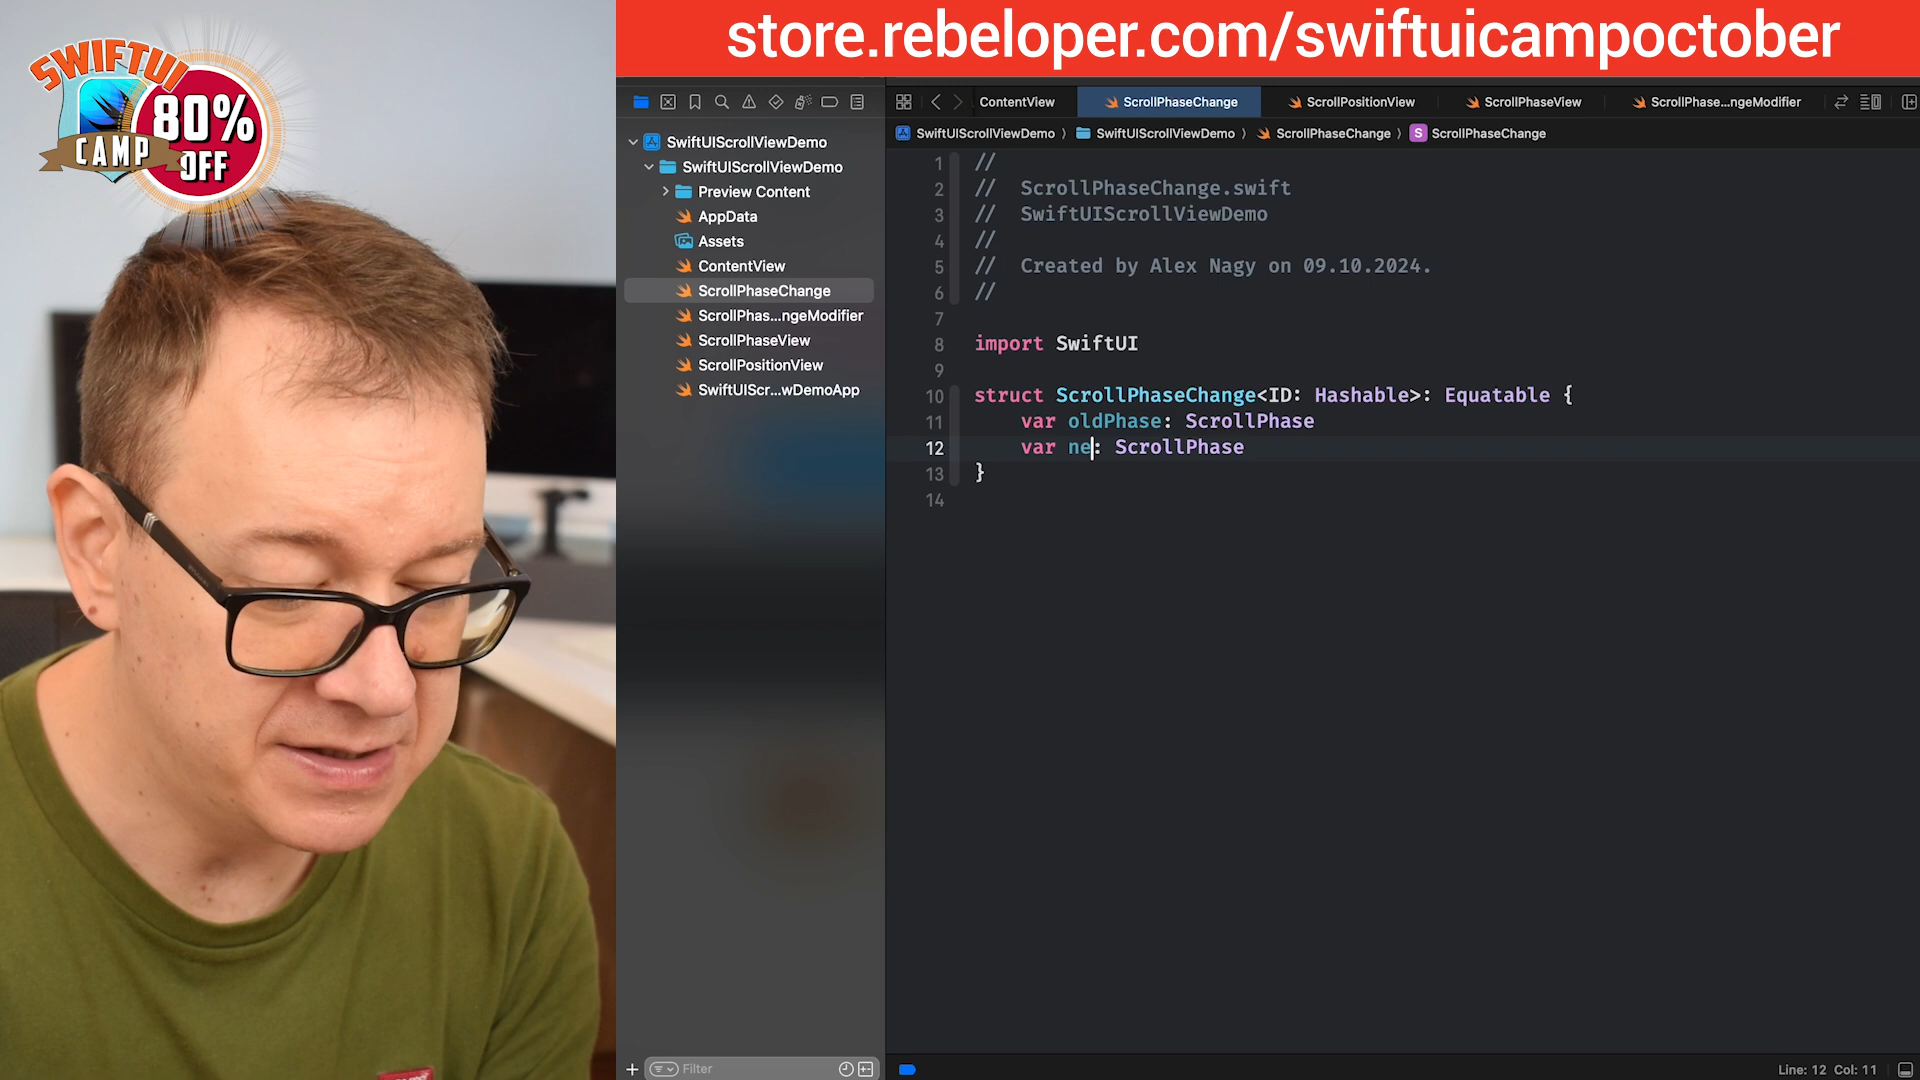 store.rebeloper.com/swiftuicampoctober
SWIFTUI
CAMP
80%
OFF
SwiftUIScrollViewDemo
SwiftUIScrollViewDemo
Preview Content
AppData
Assets
ContentView
ScrollPhaseChange
ScrollPhas...ngeModifier
ScrollPhaseView
ScrollPositionView
SwiftUIScr...wDemoApp
Filter
ContentView
ScrollPhaseChange
ScrollPositionView
ScrollPhaseView
ScrollPhase...ngeModifier
SwiftUIScrollViewDemo 〉 SwiftUIScrollViewDemo 〉 ScrollPhaseChange 〉 S ScrollPhaseChange
1 //
2 // ScrollPhaseChange.swift
3 // SwiftUIScrollViewDemo
4 //
5 // Created by Alex Nagy on 09.10.2024.
6 //
7
8 import SwiftUI
9
10 struct ScrollPhaseChange<ID: Hashable>: Equatable {
11 var oldPhase: ScrollPhase
12 var ne: ScrollPhase
13 }
14
Line: 12 Col: 11